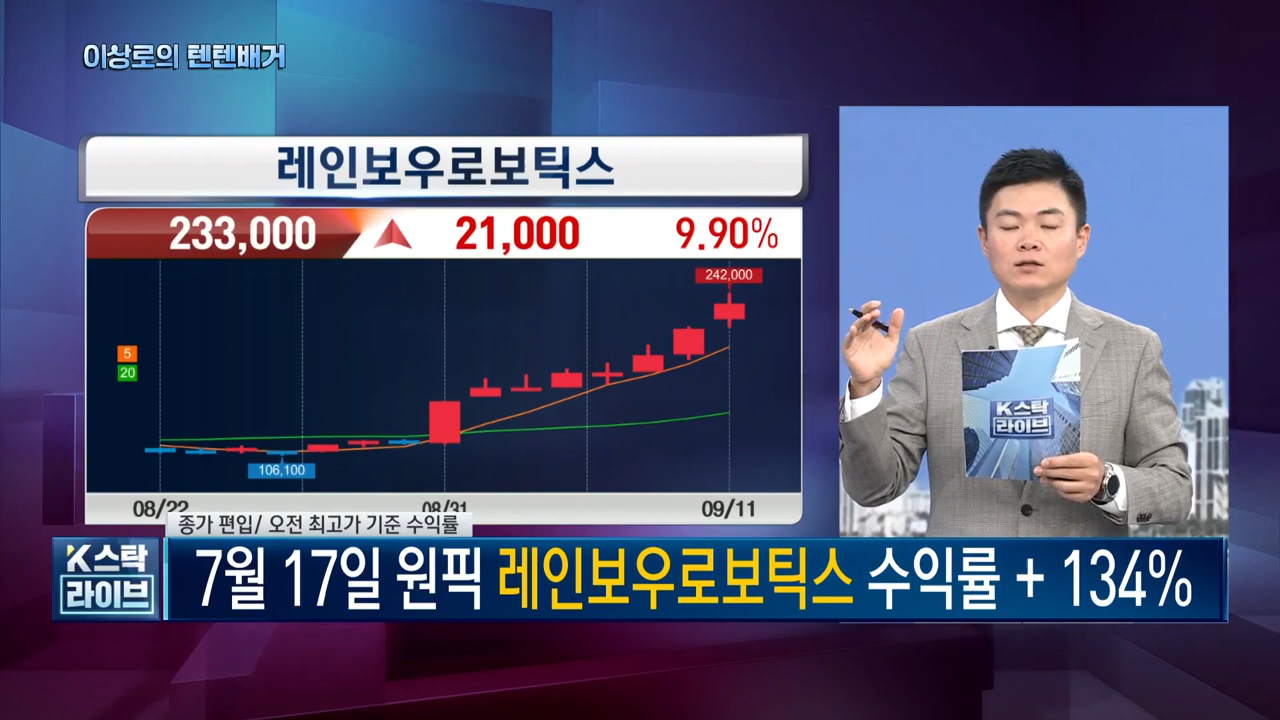 이상로의 텐텐배거
레인보우로보틱스
233,000 21,000 9.90%
242,000
5
20
106,100
08/22 08/31 09/11
종가 편입/ 오전 최고가 기준 수익률
K스탁
라이브
7월 17일 원픽 레인보우로보틱스 수익률 + 134%
K스탁
라이브